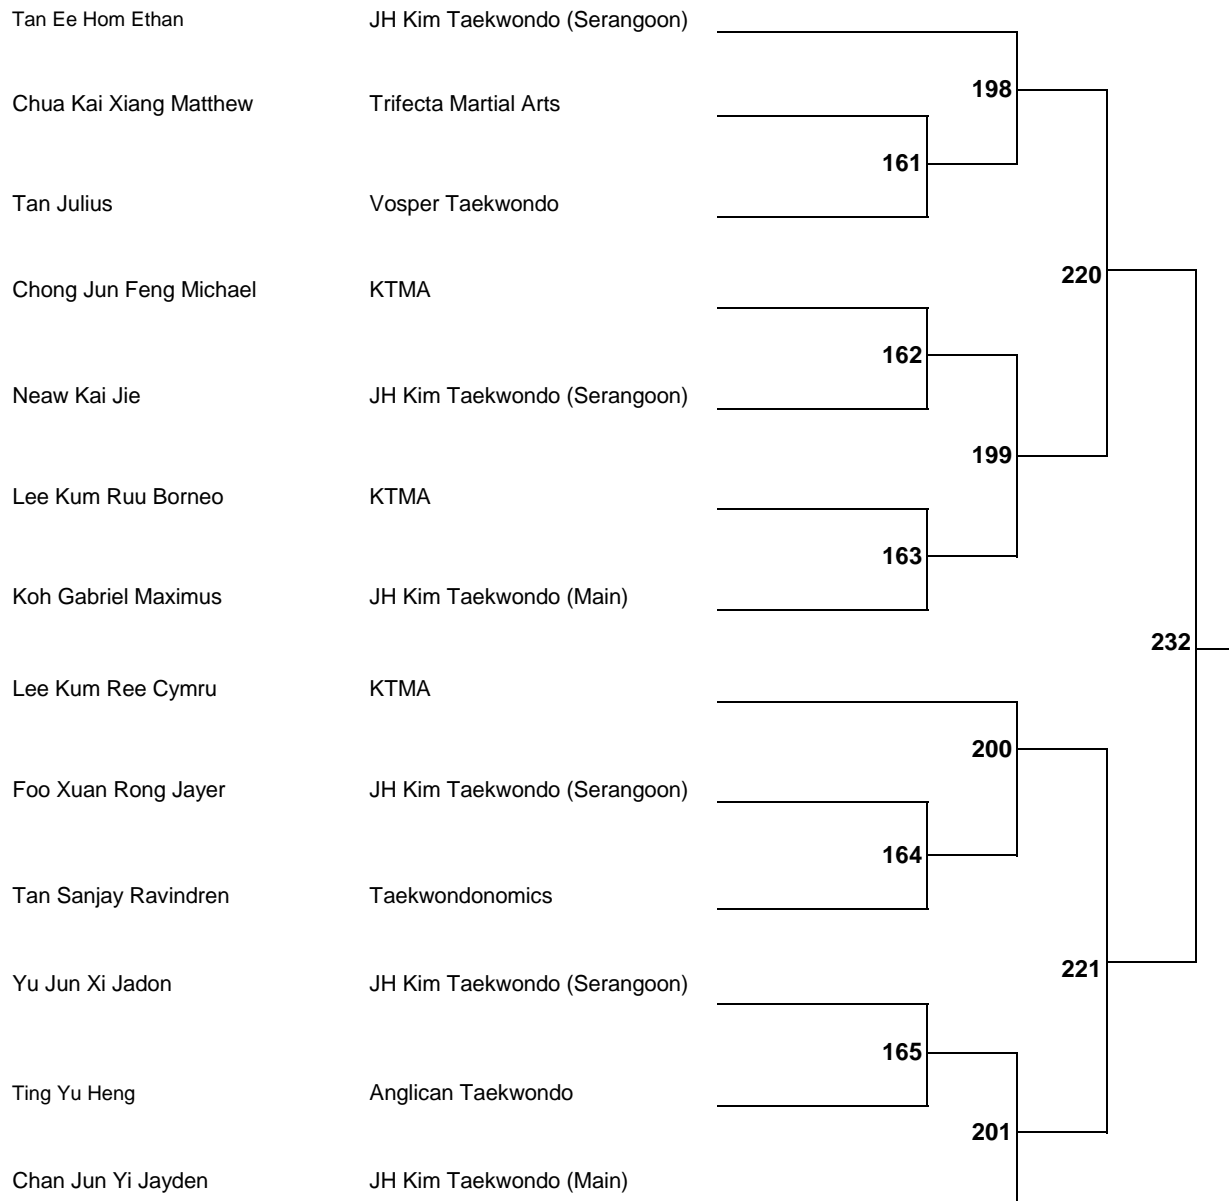 Tan Ee Hom Ethan JH Kim Taekwondo (Serangoon)
198
Chua Kai Xiang Matthew Trifecta Martial Arts
161
Tan Julius Vosper Taekwondo
220
Chong Jun Feng Michael KTMA
162
Neaw Kai Jie JH Kim Taekwondo (Serangoon)
199
Lee Kum Ruu Borneo KTMA
163
Koh Gabriel Maximus JH Kim Taekwondo (Main)
232
Lee Kum Ree Cymru KTMA
200
Foo Xuan Rong Jayer JH Kim Taekwondo (Serangoon)
164
Tan Sanjay Ravindren Taekwondonomics
221
Yu Jun Xi Jadon JH Kim Taekwondo (Serangoon)
165
Ting Yu Heng Anglican Taekwondo
201
Chan Jun Yi Jayden JH Kim Taekwondo (Main)